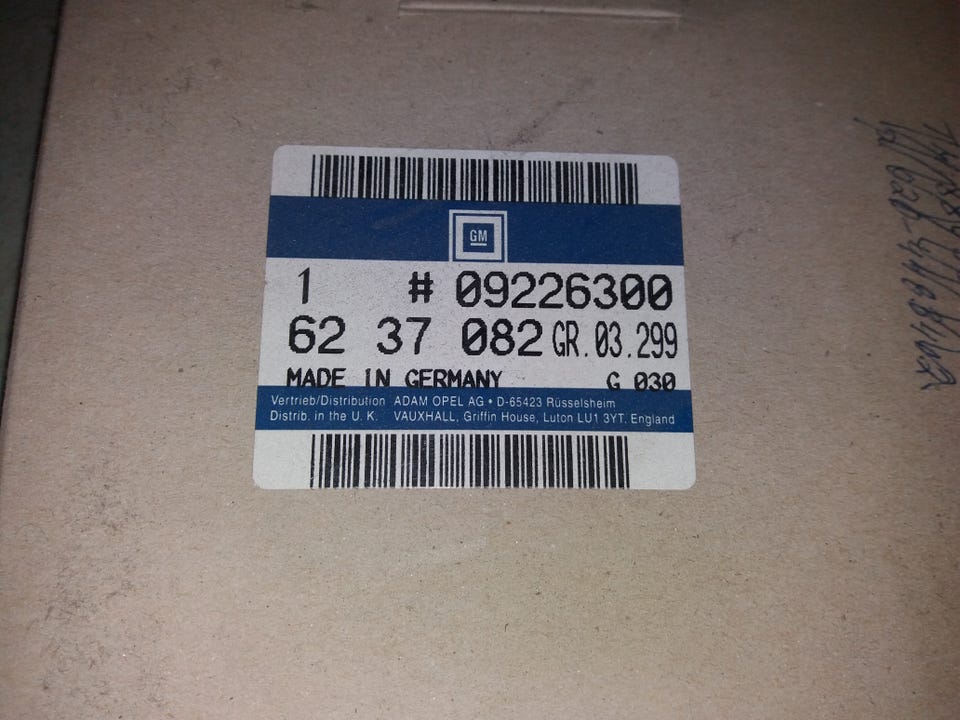 GM
1 # 09226300
62 37 082 GR. 03.299
MADE IN GERMANY G 030
Vertrieb/Distribution ADAM OPEL AG • D-65423 Rüsselsheim
Distrib. in the U. K. VAUXHALL, Griffin House, Luton LU1 3YT, England